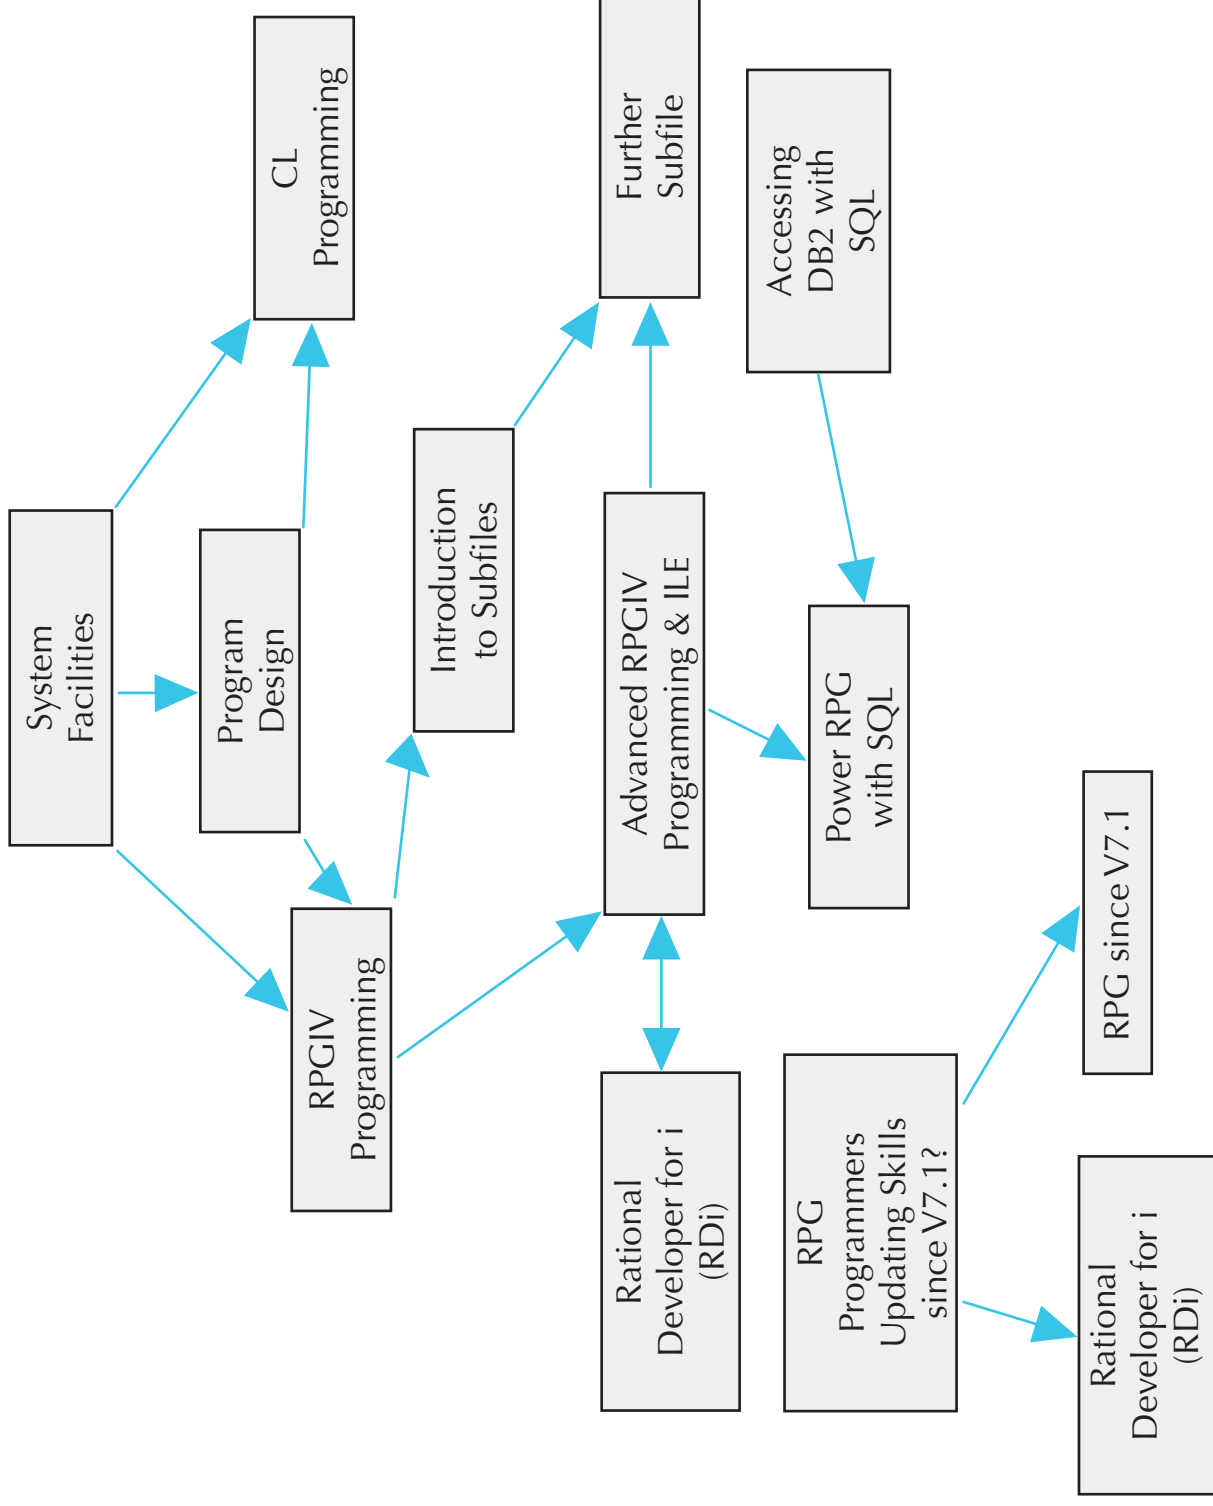 System
Facilities
CL
Programming
Program
Design
RPGIV
Programming
Introduction
to Subfiles
Further
Subfile
Advanced RPGIV
Programming & ILE
Rational
Developer for i
(RDi)
Accessing
DB2 with
SQL
Power RPG
with SQL
RPG
Programmers
Updating Skills
since V7.1?
RPG since V7.1
Rational
Developer for i
(RDi)